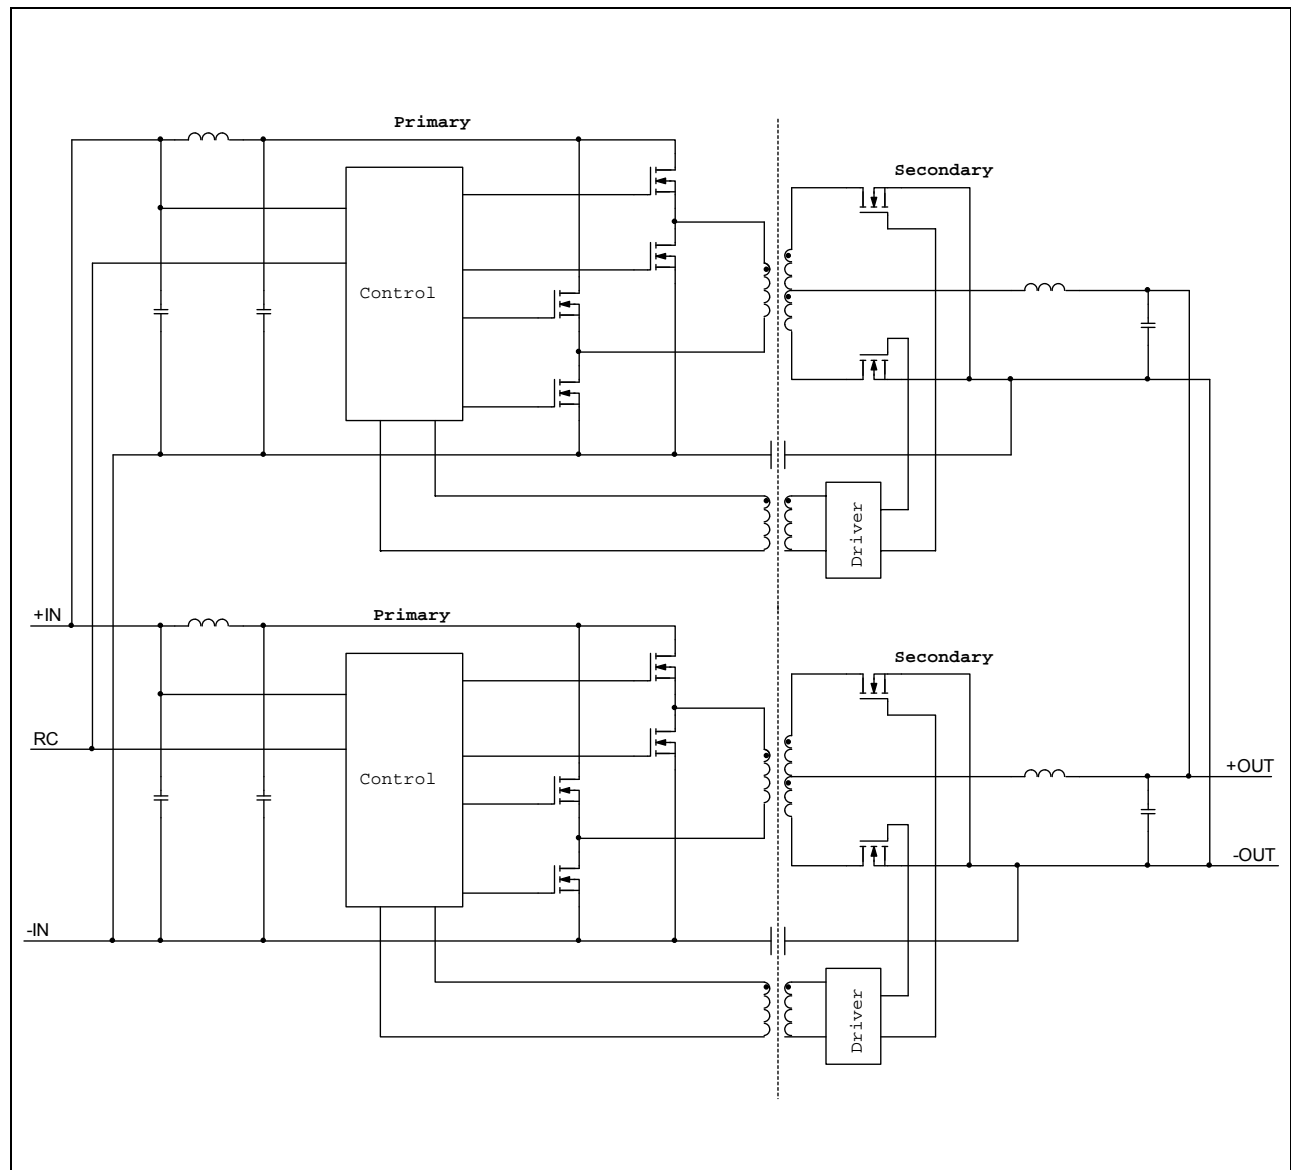 Primary
Secondary
Control
Driver
+IN
Primary
Secondary
RC
Control
+OUT
-OUT
-IN
Driver